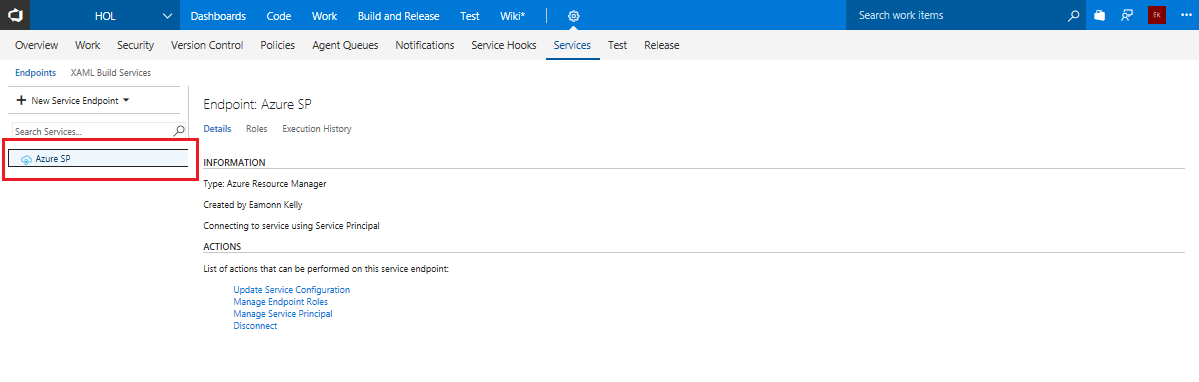 HOL Dashboards Code Work Build and Release Test Wiki* Search work items EK
Overview Work Security Version Control Policies Agent Queues Notifications Service Hooks Services Test Release
Endpoints XAML Build Services
New Service Endpoint
Search Services...
Azure SP
Endpoint: Azure SP
Details Roles Execution History
INFORMATION
Type: Azure Resource Manager
Created by Eamonn Kelly
Connecting to service using Service Principal
ACTIONS
List of actions that can be performed on this service endpoint:
Update Service Configuration
Manage Endpoint Roles
Manage Service Principal
Disconnect